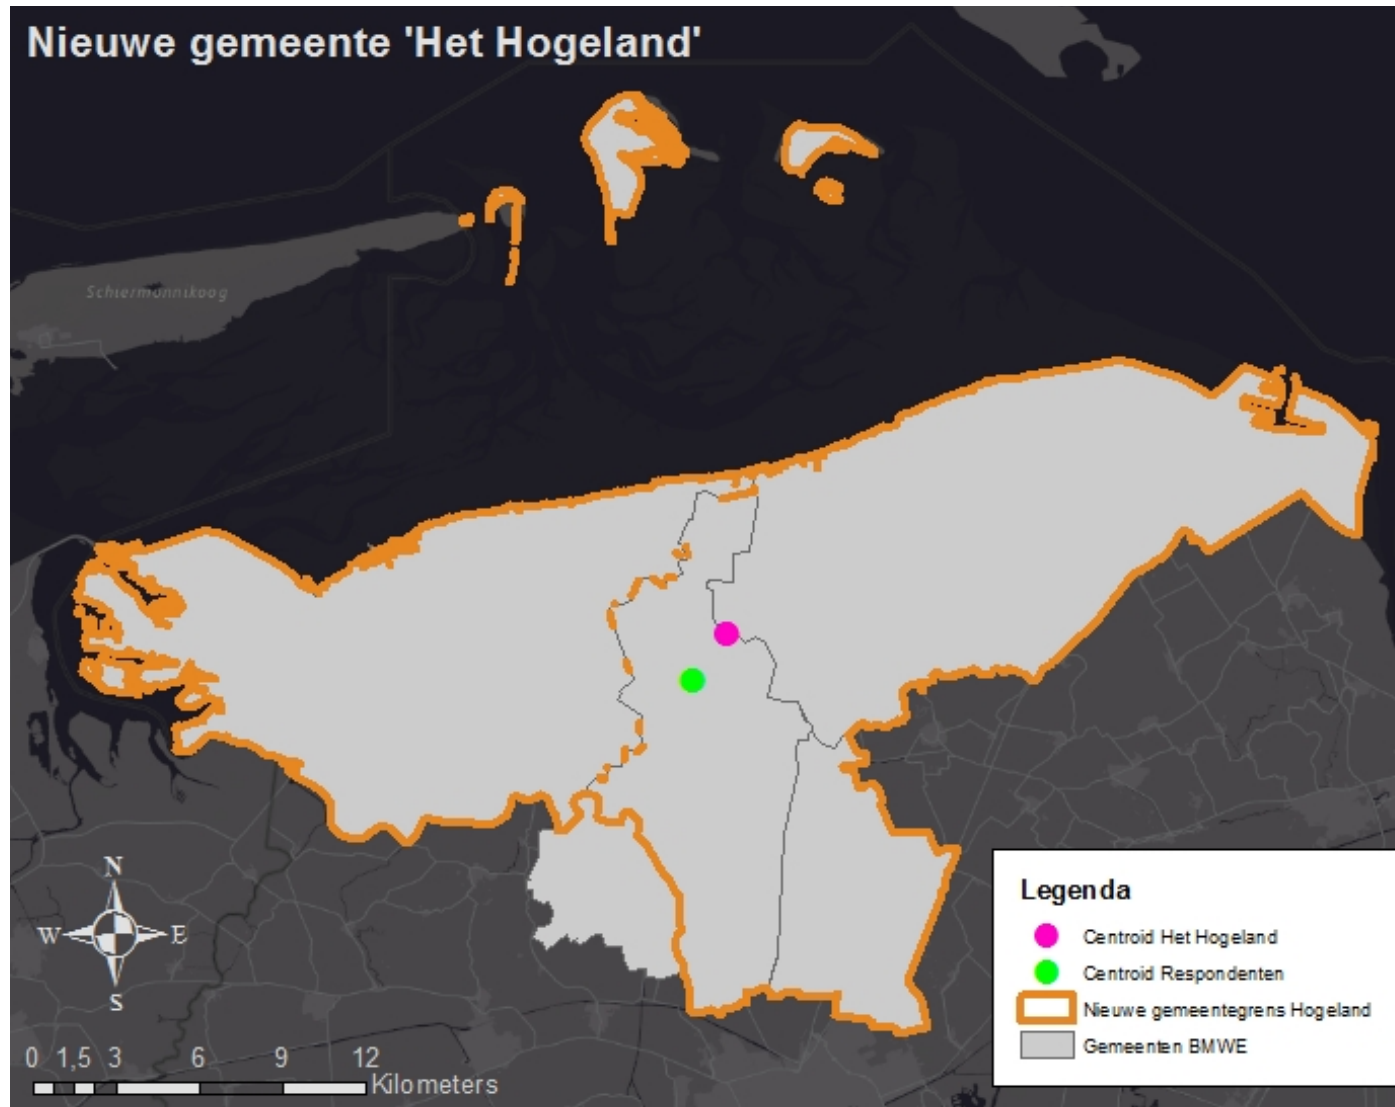 Nieuwe gemeente 'Het Hogeland'
Schiermonnikoog
N
W E
S
0 1,5 3 6 9 12
Kilometers
Legenda
Centroid Het Hogeland
Centroid Respondenten
Nieuwe gemeentegrens Hogeland
Gemeenten BMWE